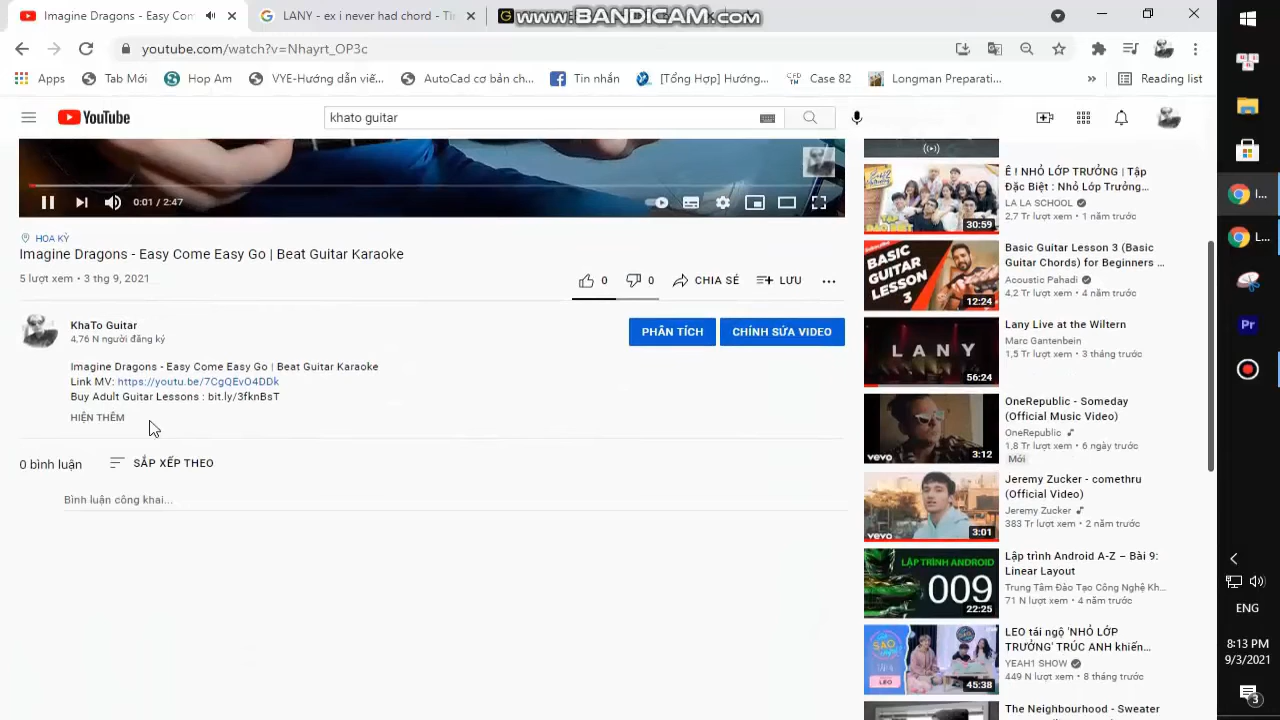 Imagine Dragons - Easy Com
LANY - ex i never had chord - T
www.BANDICAM.com
youtube.com/watch?v=Nhayrt_OP3c
Apps
Tab Mới
Hop Am
VYE-Hướng dẫn viế...
AutoCad cơ bản ch...
Tin nhắn
[Tổng Hợp] Hướng...
Case 82
Longman Preparati...
»
Reading list
YouTube
khato guitar
0:01 / 2:47
HOA KỲ
Imagine Dragons - Easy Come Easy Go | Beat Guitar Karaoke
5 lượt xem • 3 thg 9, 2021
0
0
CHIA SẺ
LƯU
KhaTo Guitar
4,76 N người đăng ký
PHÂN TÍCH
CHỈNH SỬA VIDEO
Imagine Dragons - Easy Come Easy Go | Beat Guitar Karaoke
Link MV: https://youtu.be/7CgQEvO4DDk
Buy Adult Guitar Lessons : bit.ly/3fknBsT
HIỆN THÊM
0 bình luận
SẮP XẾP THEO
Bình luận công khai...
30:59
Ê ! NHỎ LỚP TRƯỞNG | Tập
Đặc Biệt : Nhỏ Lớp Trưởng...
LA LA SCHOOL
2,7 Tr lượt xem • 1 năm trước
BASIC
GUITAR
LESSON
3
12:24
Basic Guitar Lesson 3 (Basic
Guitar Chords) for Beginners ...
Acoustic Pahadi
4,2 Tr lượt xem • 4 năm trước
LANY
56:24
Lany Live at the Wiltern
Marc Gantenbein
1,5 Tr lượt xem • 3 tháng trước
vevo
3:12
OneRepublic - Someday
(Official Music Video)
OneRepublic
1,8 Tr lượt xem • 6 ngày trước
Mới
vevo
3:01
Jeremy Zucker - comethru
(Official Video)
Jeremy Zucker
383 Tr lượt xem • 2 năm trước
LẬP TRÌNH ANDROID
009
22:25
Lập trình Android A-Z – Bài 9:
Linear Layout
Trung Tâm Đào Tạo Công Nghệ Kh...
71 N lượt xem • 4 năm trước
SAO
LEO
45:38
LEO tái ngộ 'NHỎ LỚP
TRƯỞNG' TRÚC ANH khiến...
YEAH1 SHOW
449 N lượt xem • 8 tháng trước
The Neighbourhood - Sweater
I...
L...
Pr
ENG
8:13 PM
9/3/2021
3